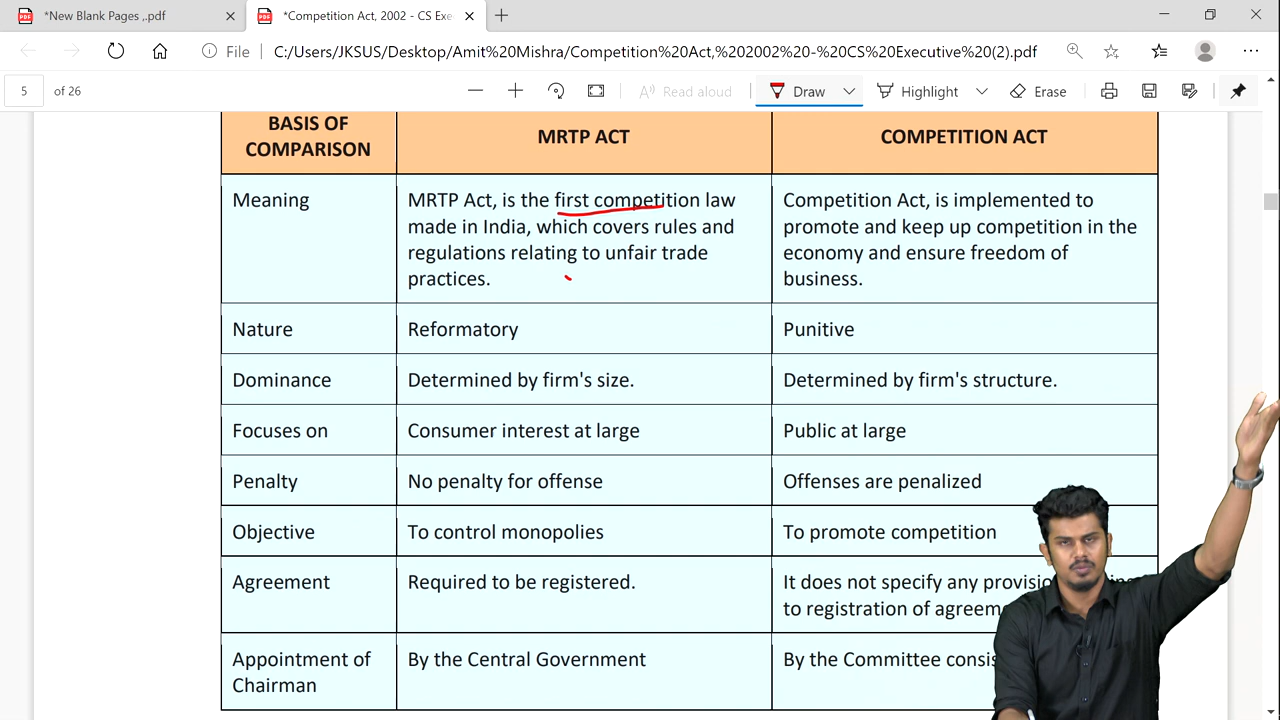 *New Blank Pages ,.pdf
*Competition Act, 2002 - CS Exe
File
C:/Users/JKSUS/Desktop/Amit%20Mishra/Competition%20Act,%202002%20-%20CS%20Executive%20(2).pdf
5 of 26
Read aloud
Draw
Highlight
Erase
BASIS OF
COMPARISON
MRTP ACT
COMPETITION ACT
Meaning
MRTP Act, is the first competition law
made in India, which covers rules and
regulations relating to unfair trade
practices.
Competition Act, is implemented to
promote and keep up competition in the
economy and ensure freedom of
business.
Nature
Reformatory
Punitive
Dominance
Determined by firm's size.
Determined by firm's structure.
Focuses on
Consumer interest at large
Public at large
Penalty
No penalty for offense
Offenses are penalized
Objective
To control monopolies
To promote competition
Agreement
Required to be registered.
It does not specify any
to registration of
Appointment of
Chairman
By the Central Government
By the Committee